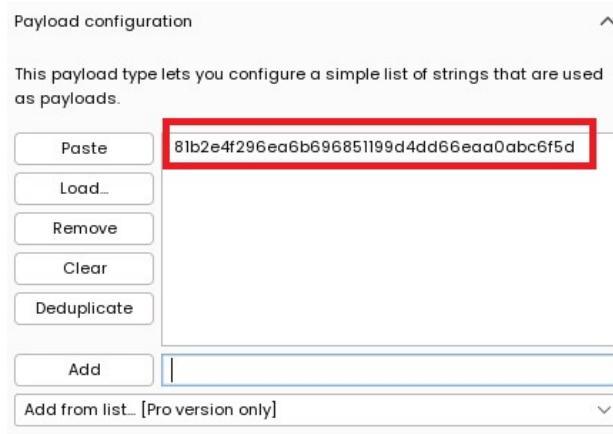 Payload configuration
This payload type lets you configure a simple list of strings that are used
as payloads.
Paste
81b2e4f296ea6b696851199d4dd66eaa0abc6f5d
Load...
Remove
Clear
Deduplicate
Add
Add from list... [Pro version only]